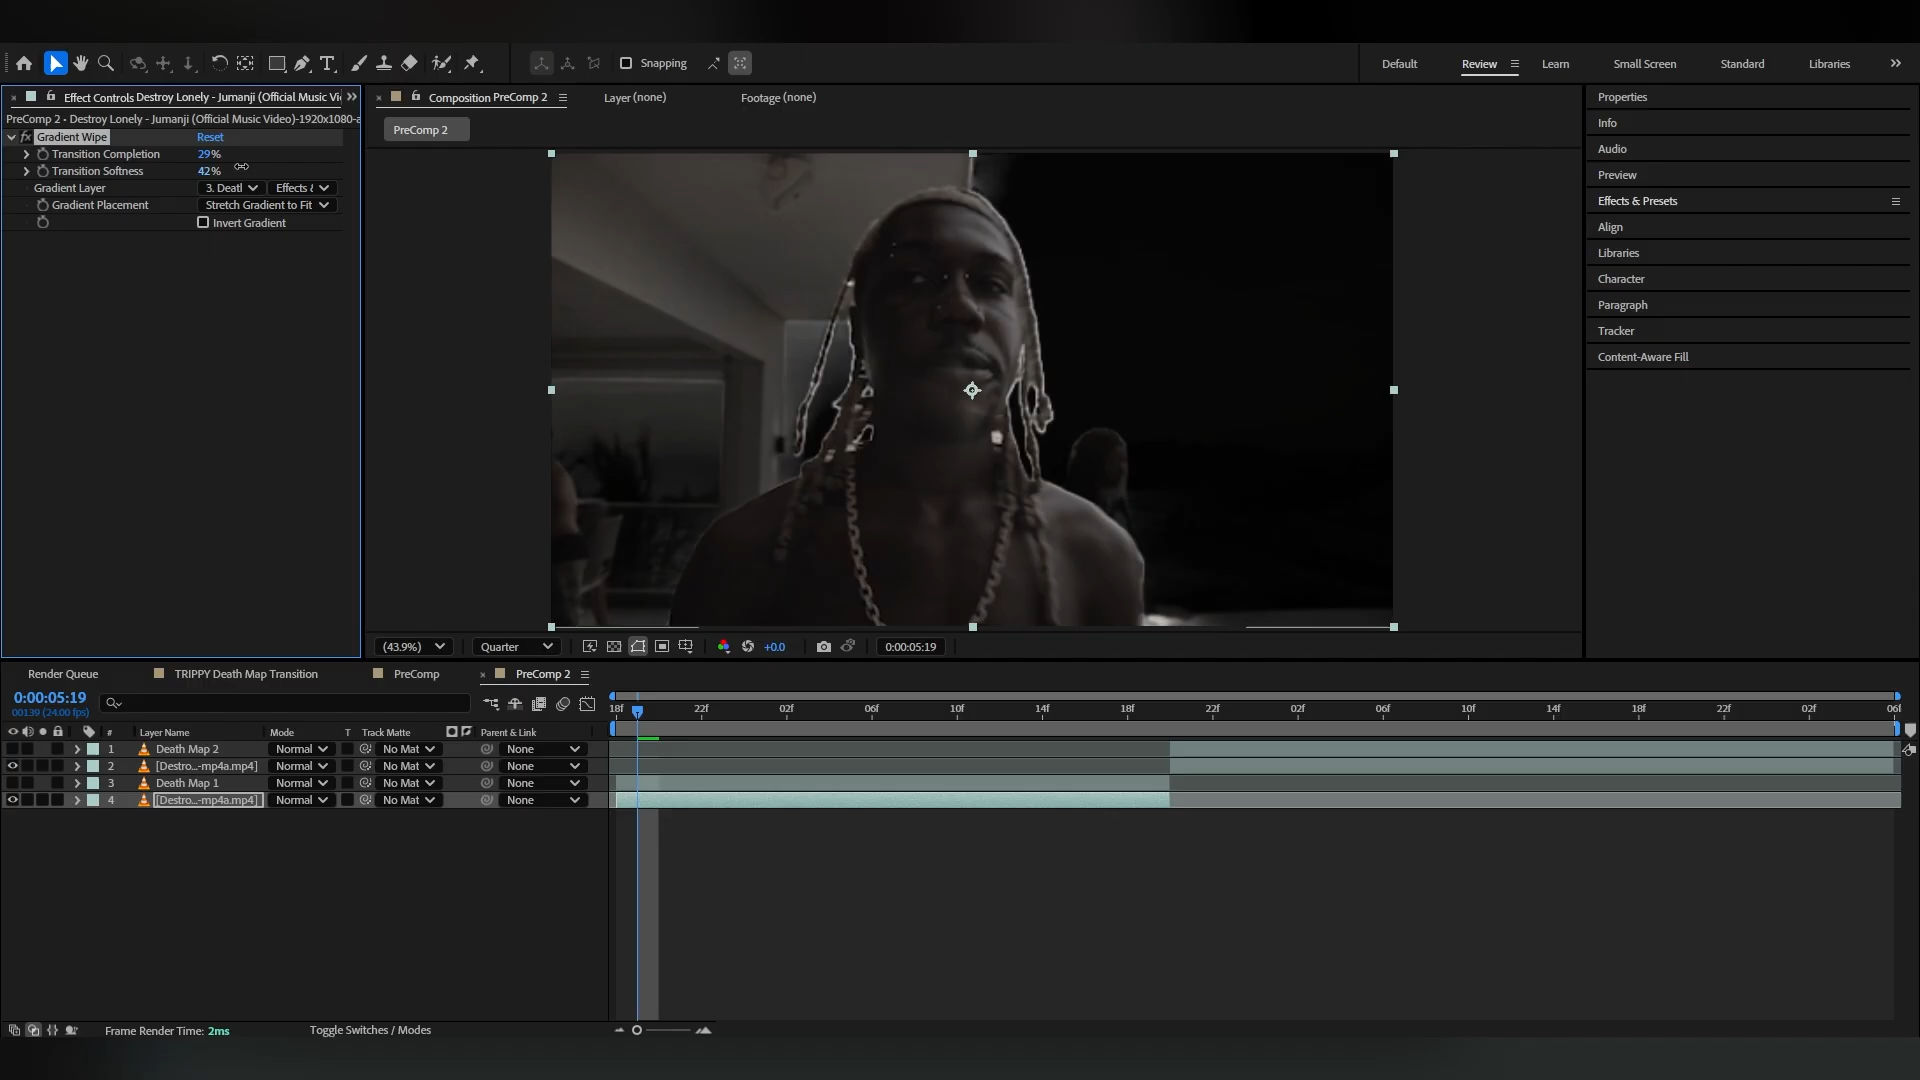 Snapping
Default
Review
Learn
Small Screen
Standard
Libraries
Effect Controls Destroy Lonely - Jumanji (Official Music Vi
Composition PreComp 2
Layer (none)
Footage (none)
Properties
PreComp 2 • Destroy Lonely - Jumanji (Official Music Video)-1920x1080-a
PreComp 2
Info
fx Gradient Wipe
Reset
Transition Completion
29%
Audio
Transition Softness
42%
Preview
Gradient Layer
3. Deatl
Effects &
Effects & Presets
Gradient Placement
Stretch Gradient to Fit
Invert Gradient
Align
Libraries
Character
Paragraph
Tracker
Content-Aware Fill
(43.9%)
Quarter
+0.0
0:00:05:19
Render Queue
TRIPPY Death Map Transition
PreComp
PreComp 2
0:00:05:19
00139 (24.00 fps)
18f
22f
02f
06f
10f
14f
18f
22f
02f
06f
10f
14f
18f
22f
02f
06f
#
Layer Name
Mode
T
Track Matte
Parent & Link
1
Death Map 2
Normal
No Mat
None
2
[Destro...-mp4a.mp4]
Normal
No Mat
None
3
Death Map 1
Normal
No Mat
None
4
[Destro...-mp4a.mp4]
Normal
No Mat
None
Frame Render Time: 2ms
Toggle Switches / Modes